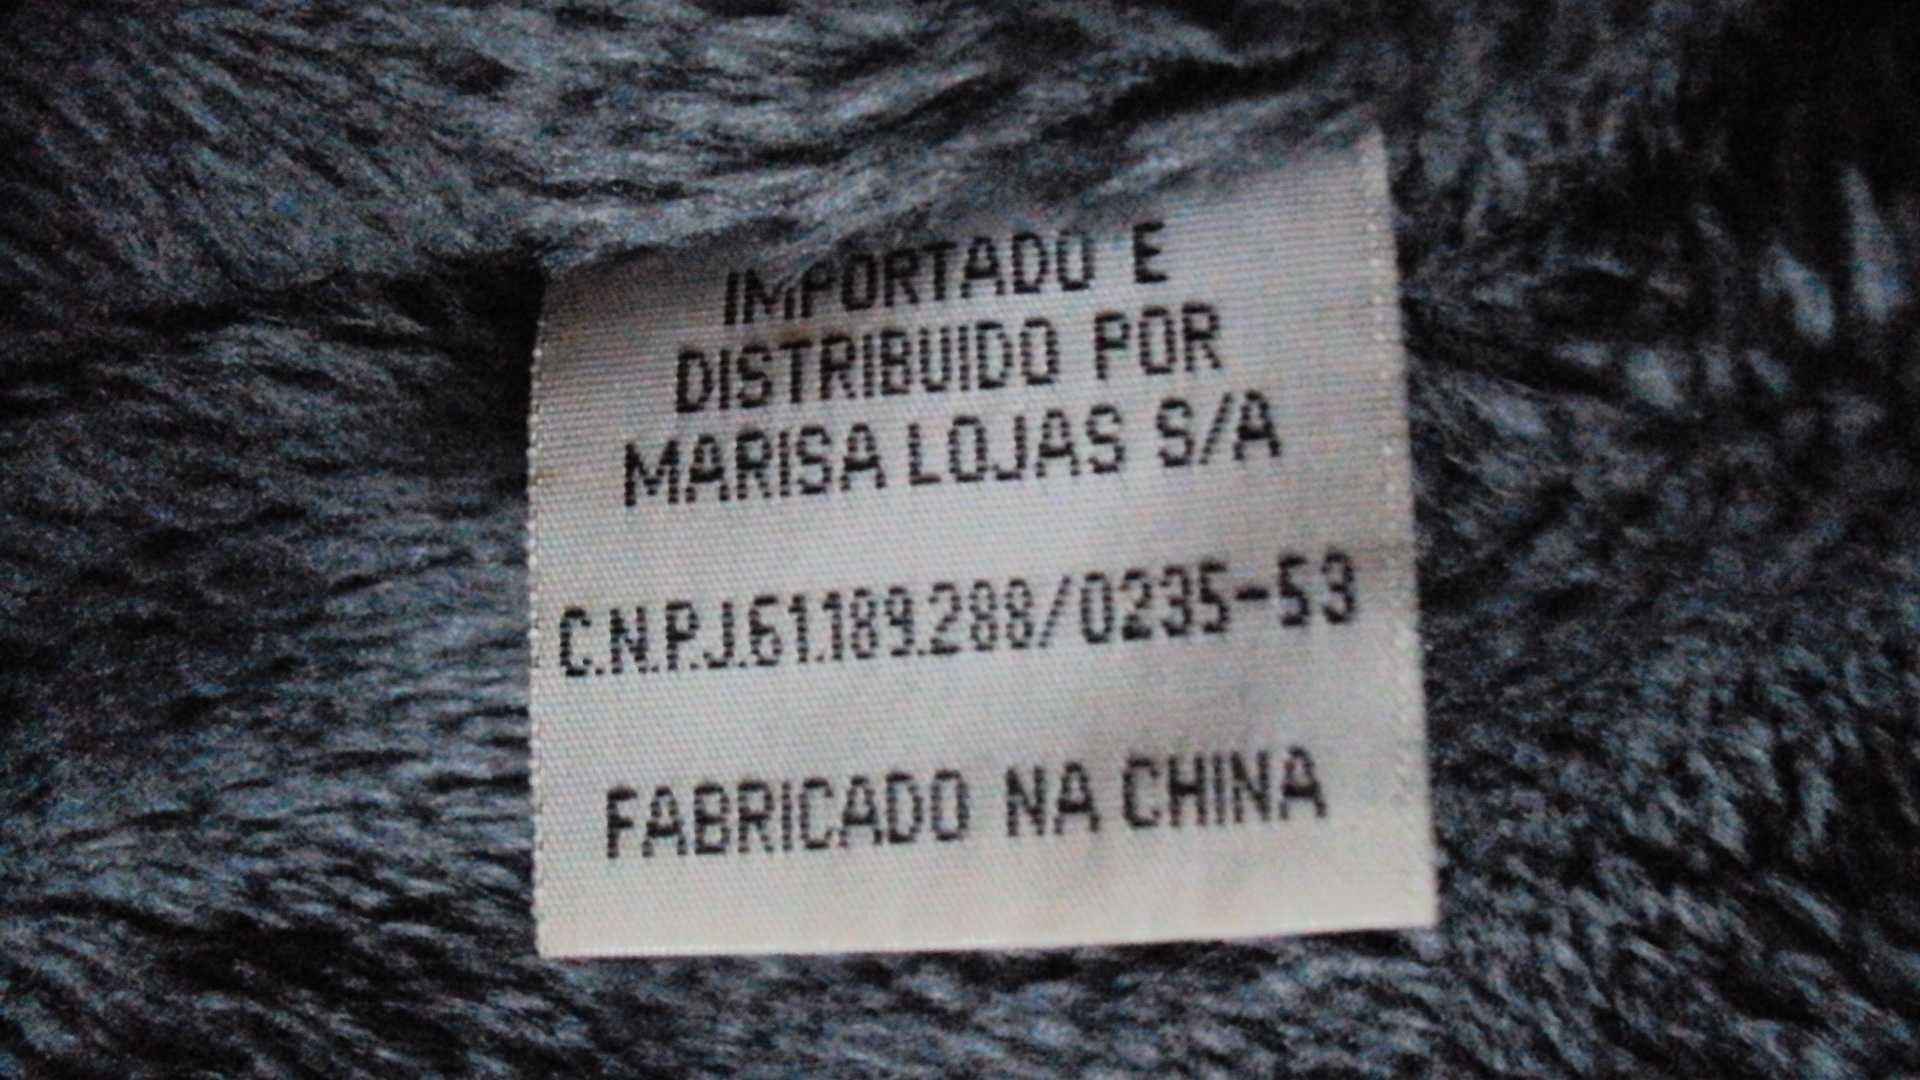 IMPORTADO E
DISTRIBUIDO POR
MARISA LOJAS S/A
C.N.P.J.61.189.288/0235-53
FABRICADO NA CHINA